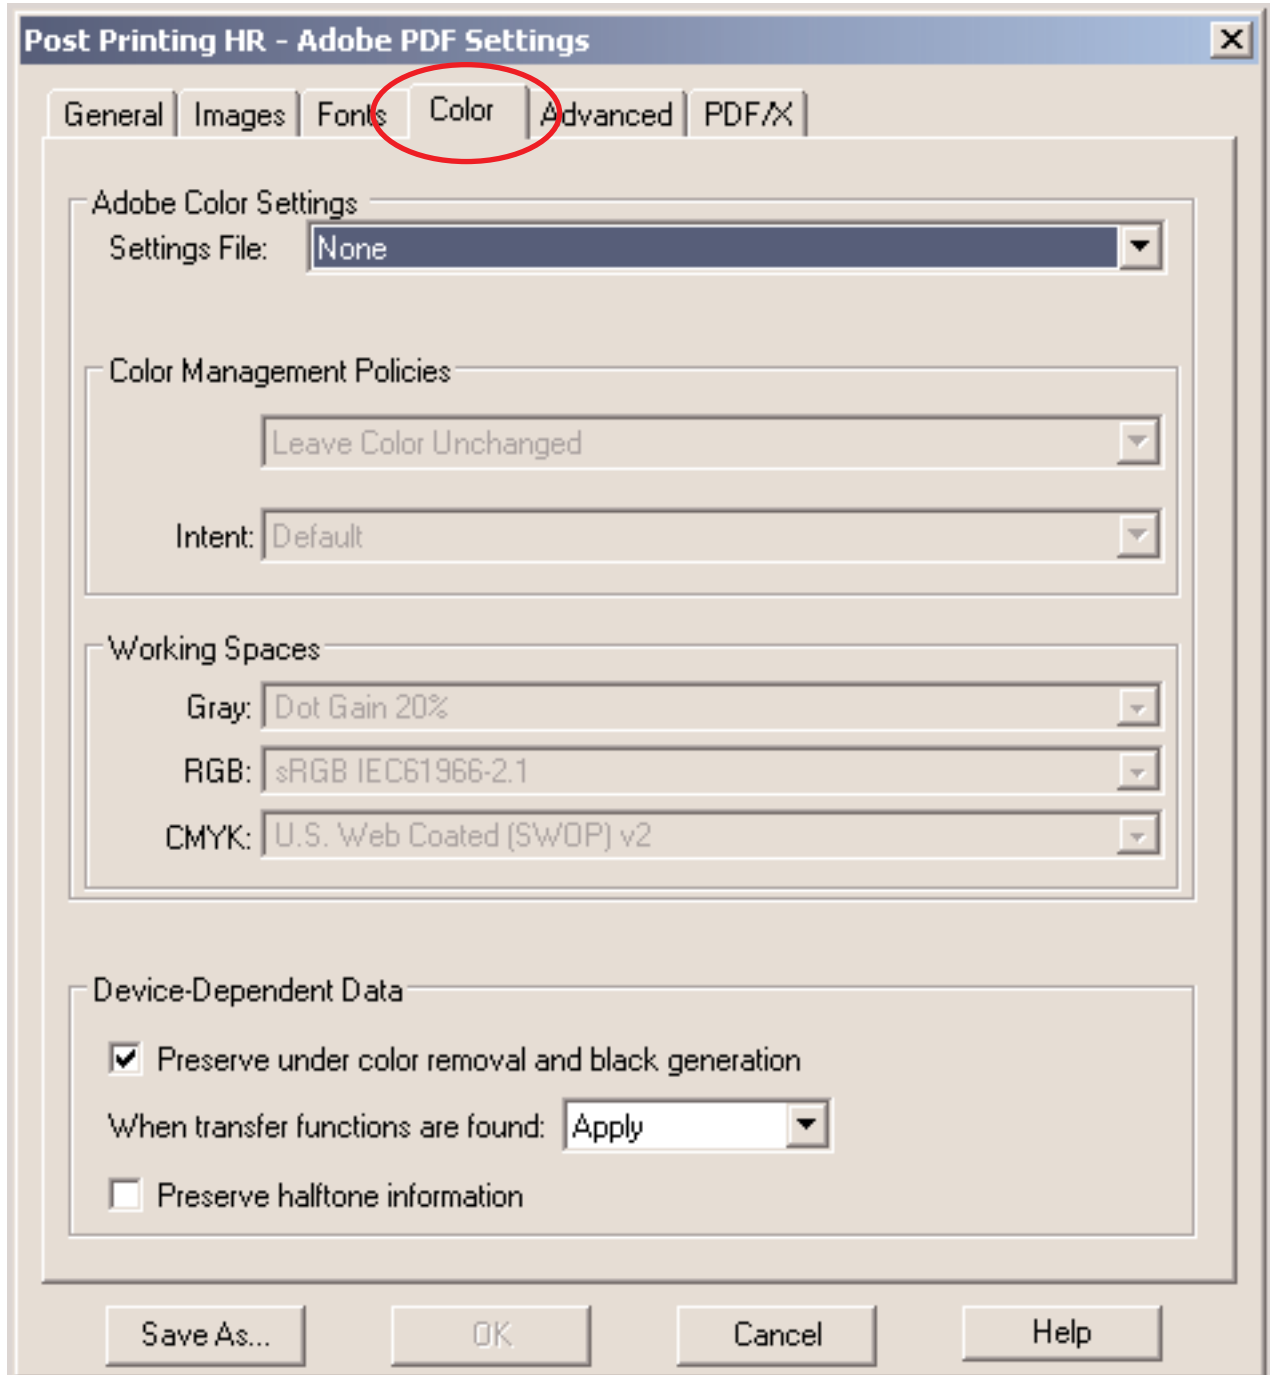 Post Printing HR - Adobe PDF Settings
General Images Fonts Color Advanced PDF/X
Adobe Color Settings
Settings File: None
Color Management Policies
Leave Color Unchanged
Intent: Default
Working Spaces
Gray: Dot Gain 20%
RGB: sRGB IEC61966-2.1
CMYK: U.S. Web Coated (SWOP) v2
Device-Dependent Data
Preserve under color removal and black generation
When transfer functions are found: Apply
Preserve halftone information
Save As... OK Cancel Help